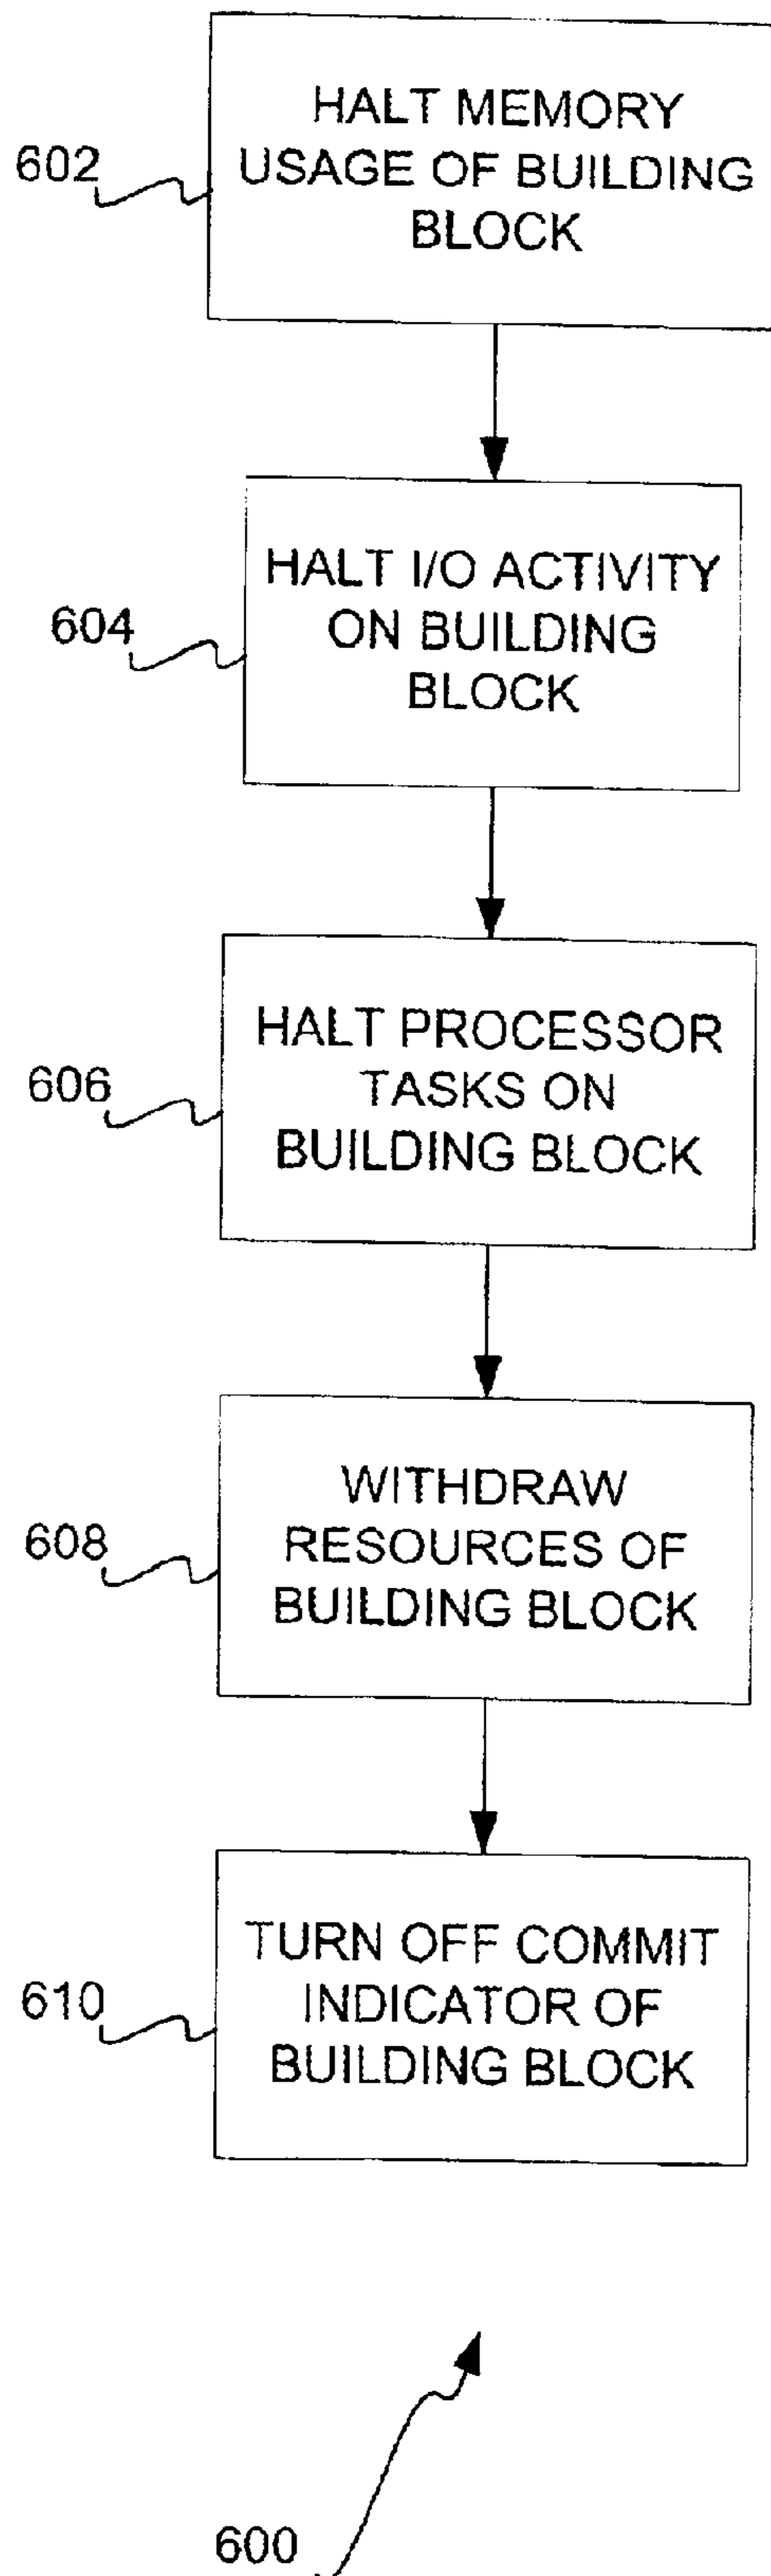 HALT MEMORY
USAGE OF BUILDING
BLOCK
602
HALT I/O ACTIVITY
ON BUILDING
BLOCK
604
HALT PROCESSOR
TASKS ON
BUILDING BLOCK
606
WITHDRAW
RESOURCES OF
BUILDING BLOCK
608
TURN OFF COMMIT
INDICATOR OF
BUILDING BLOCK
610
600